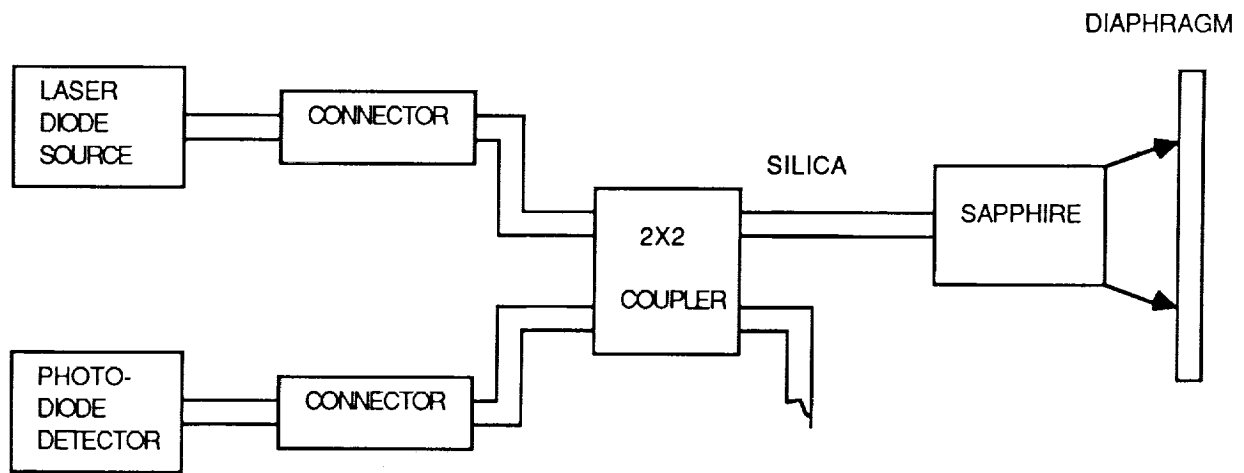 DIAPHRAGM
LASER
DIODE
SOURCE
CONNECTOR
SILICA
SAPPHIRE
2X2
COUPLER
PHOTO-
DIODE
DETECTOR
CONNECTOR